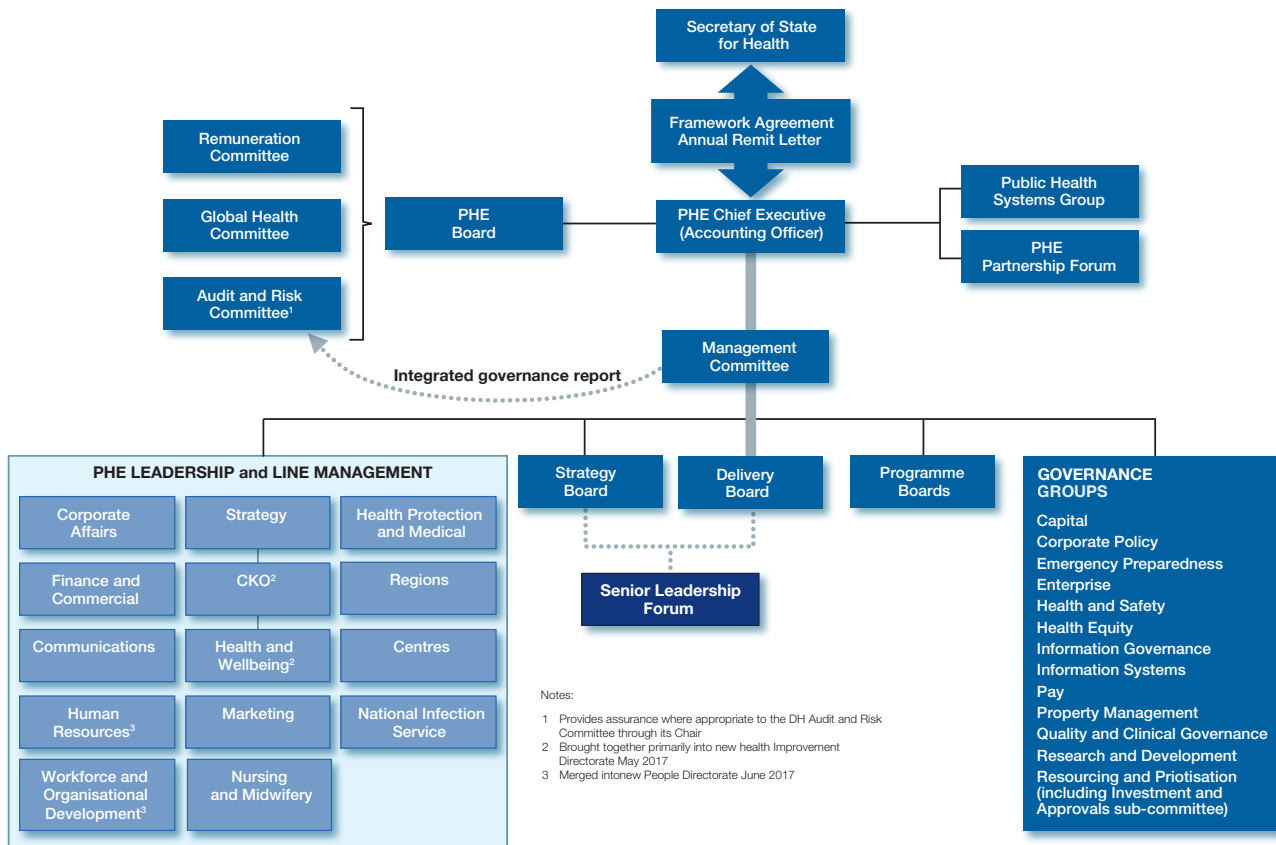 Secretary of State
for Health
Framework Agreement
Annual Remit Letter
Remuneration
Committee
Global Health
Committee
Audit and Risk
Committee¹
PHE
Board
PHE Chief Executive
(Accounting Officer)
Public Health
Systems Group
PHE
Partnership Forum
Management
Committee
Integrated governance report
PHE LEADERSHIP and LINE MANAGEMENT
Corporate
Affairs
Strategy
Health Protection
and Medical
Finance and
Commercial
CKO²
Regions
Communications
Health and
Wellbeing²
Centres
Human
Resources³
Marketing
National Infection
Service
Workforce and
Organisational
Development³
Nursing
and Midwifery
Strategy
Board
Delivery
Board
Programme
Boards
Senior Leadership
Forum
GOVERNANCE
GROUPS
Capital
Corporate Policy
Emergency Preparedness
Enterprise
Health and Safety
Health Equity
Information Governance
Information Systems
Pay
Property Management
Quality and Clinical Governance
Research and Development
Resourcing and Priotisation
(including Investment and
Approvals sub-committee)
Notes:
1 Provides assurance where appropriate to the DH Audit and Risk
Committee through its Chair
2 Brought together primarily into new health Improvement
Directorate May 2017
3 Merged intonew People Directorate June 2017